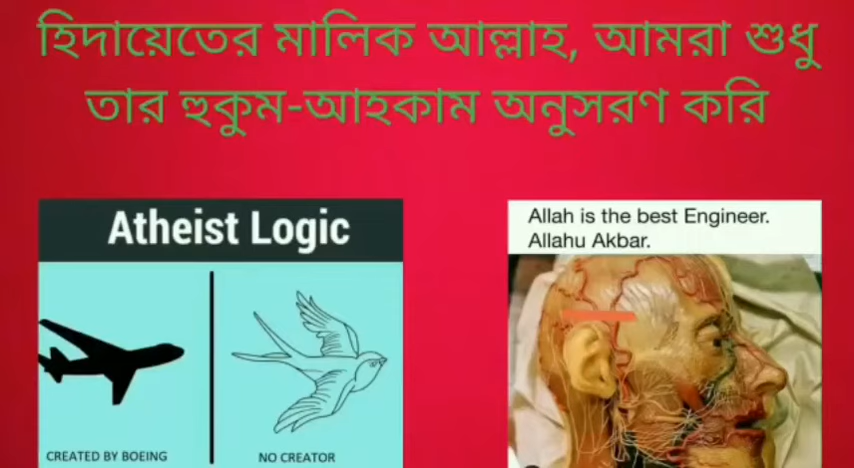 হিদায়েতের মালিক আল্লাহ, আমরা শুধু
তার হুকুম-আহকাম অনুসরণ করি
Atheist Logic
CREATED BY BOEING
NO CREATOR
Allah is the best Engineer.
Allahu Akbar.